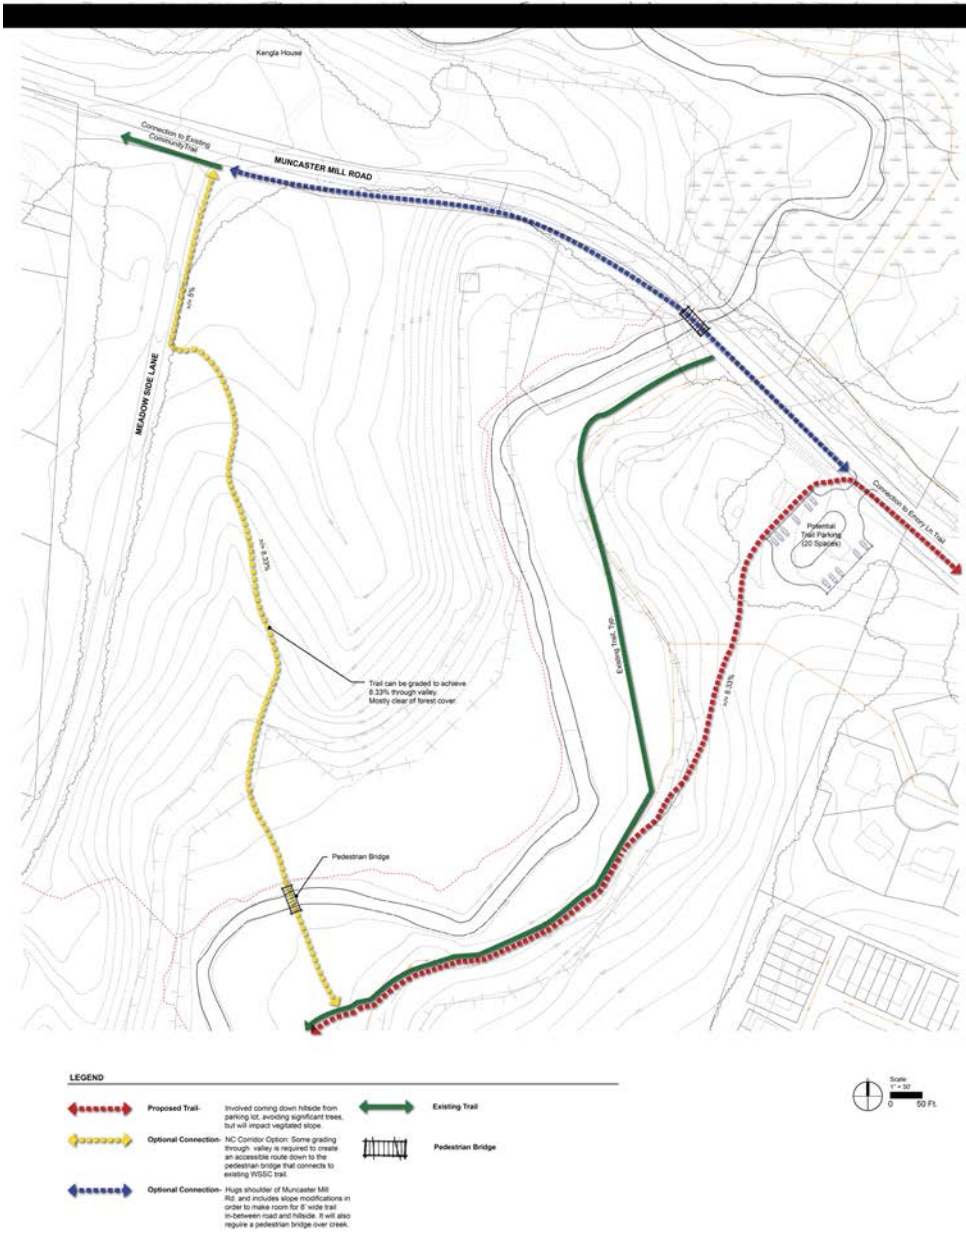 Kengla House
Connection to Existing
CommunityTrail
MUNCASTER MILL ROAD
>/= 5%
MEADOW SIDE LANE
Connection to Emory Ln Trail
Potential
Trail Parking
(20 Spaces)
>/= 8.33%
Existing Trail, Typ.
>/= 8.33%
Trail can be graded to achieve
8.33% through valley.
Mostly clear of forest cover.
Pedestrian Bridge
LEGEND
Proposed Trail-
Involved coming down hillside from
parking lot, avoiding significant trees,
but will impact vegitated slope.
Existing Trail
Optional Connection-
NC Corridor Option: Some grading
through valley is required to create
an accessible route down to the
pedestrian bridge that connects to
existing WSSC trail.
Pedestrian Bridge
Optional Connection-
Hugs shoulder of Muncaster Mill
Rd. and includes slope modifications in
order to make room for 8' wide trail
in-between road and hillside. It will also
require a pedestrian bridge over creek.
Scale:
1" = 50'
0 50 Ft.